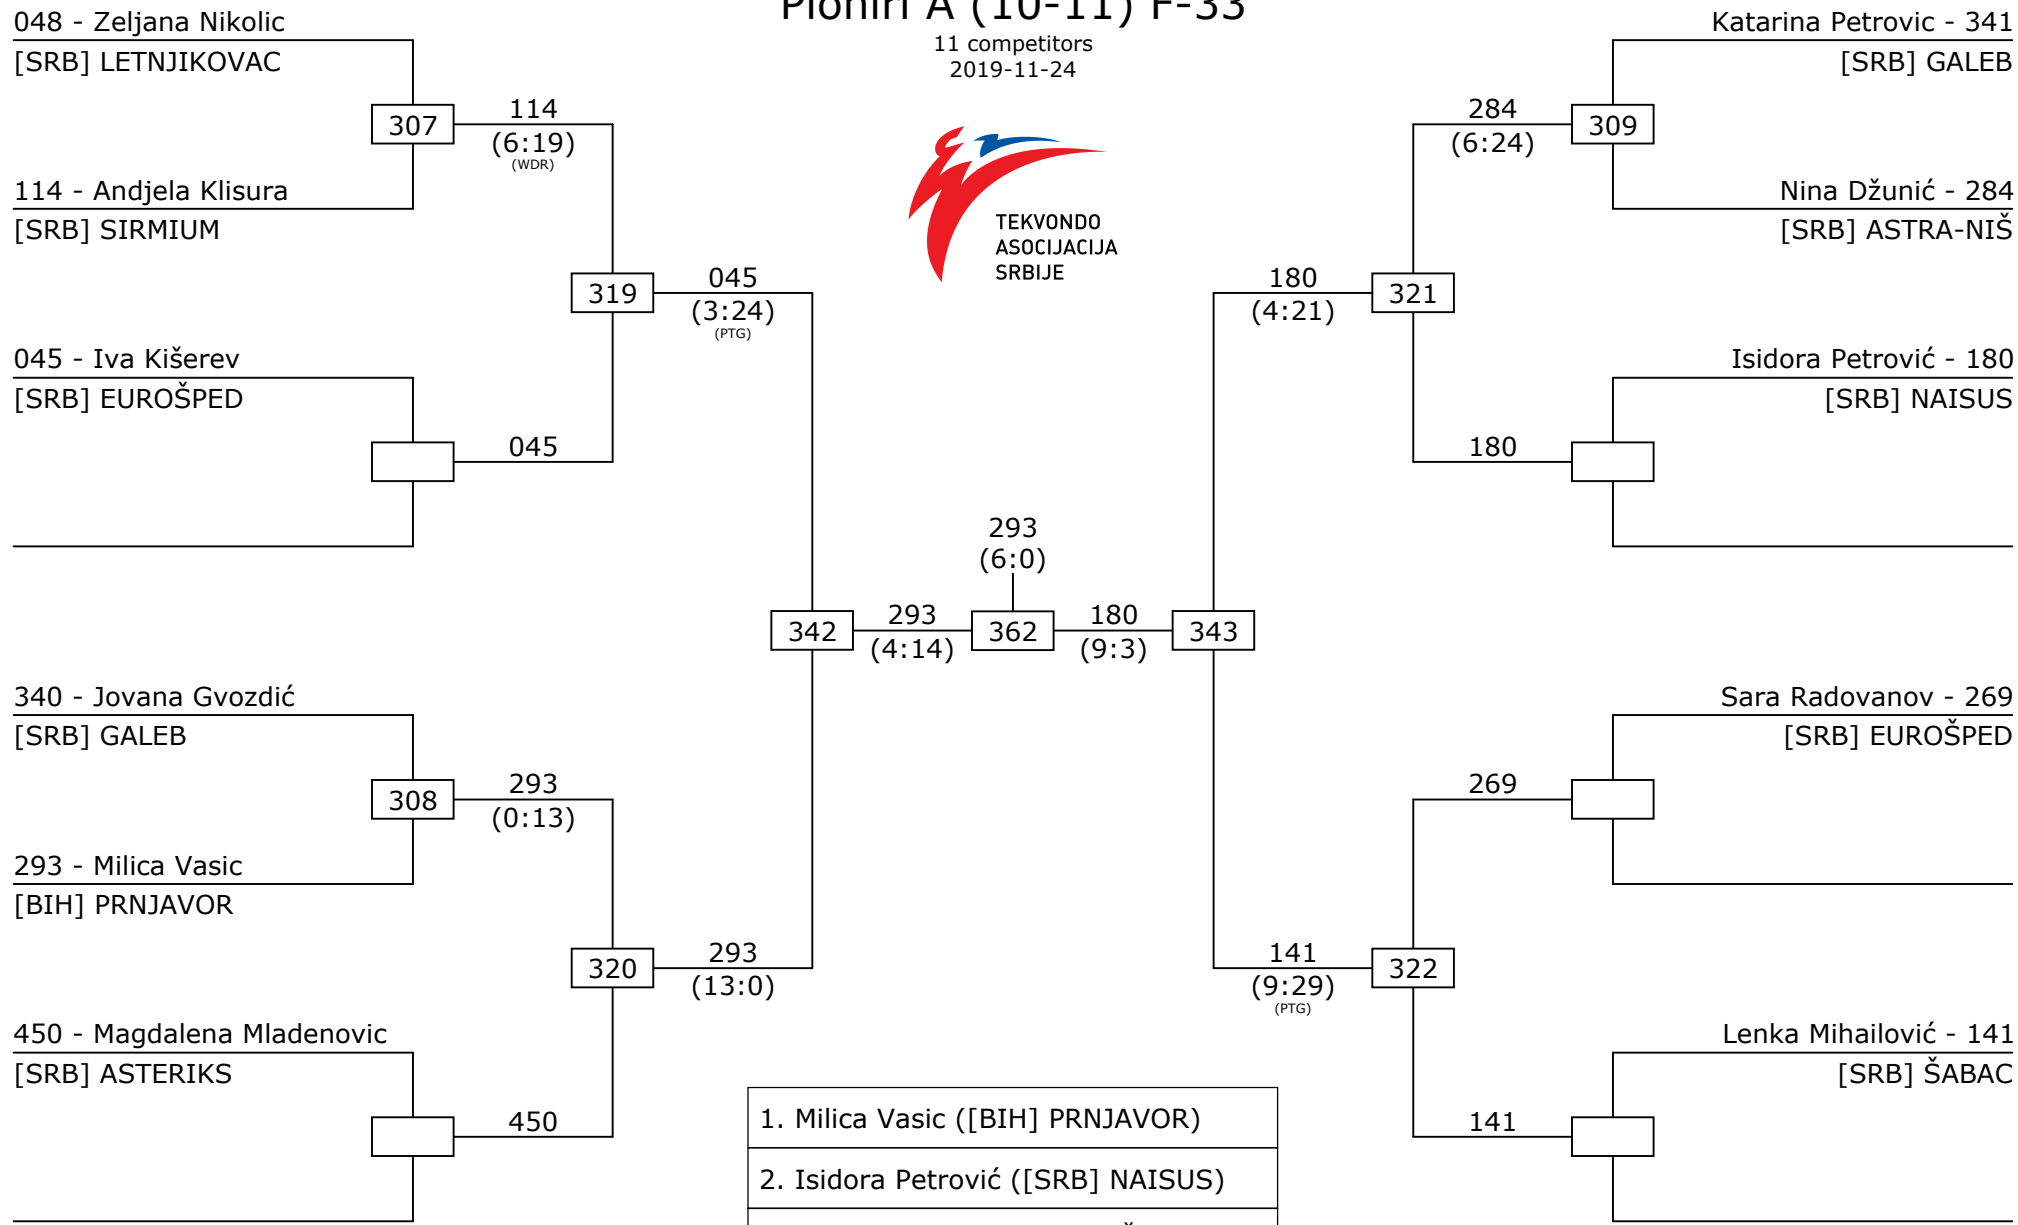 Pioniri A (10-11) F-33
11 competitors
2019-11-24
TEKVONDO
ASOCIJACIJA
SRBIJE
048 - Zeljana Nikolic
[SRB] LETNJIKOVAC
307
114
(6:19)
(WDR)
114 - Andjela Klisura
[SRB] SIRMIUM
319
045
(3:24)
(PTG)
045 - Iva Kišerev
[SRB] EUROŠPED
045
340 - Jovana Gvozdić
[SRB] GALEB
308
293
(0:13)
293 - Milica Vasic
[BIH] PRNJAVOR
320
293
(13:0)
450 - Magdalena Mladenovic
[SRB] ASTERIKS
450
342
293
(4:14)
293
(6:0)
362
180
(9:3)
343
Katarina Petrovic - 341
[SRB] GALEB
284
(6:24)
309
Nina Džunić - 284
[SRB] ASTRA-NIŠ
180
(4:21)
321
Isidora Petrović - 180
[SRB] NAISUS
180
Sara Radovanov - 269
[SRB] EUROŠPED
269
141
(9:29)
(PTG)
322
Lenka Mihailović - 141
[SRB] ŠABAC
141
1. Milica Vasic ([BIH] PRNJAVOR)
2. Isidora Petrović ([SRB] NAISUS)